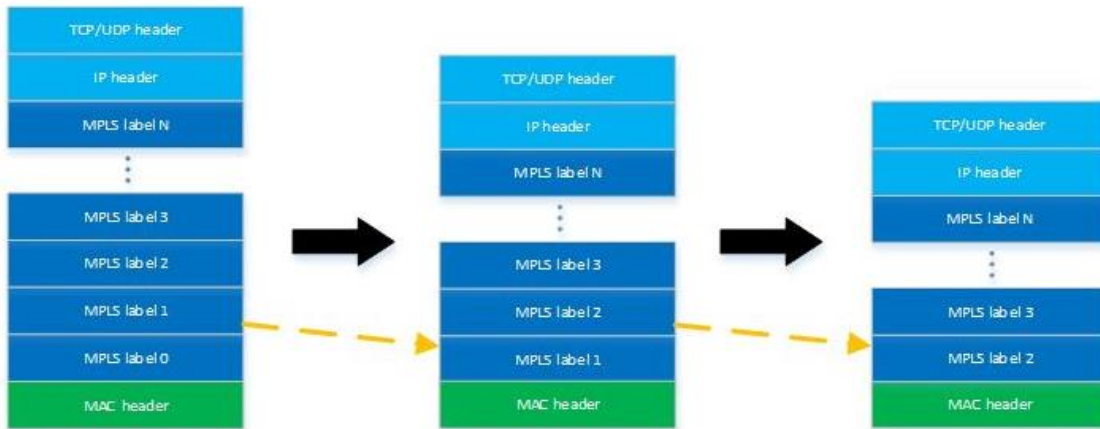 TCP/UDP header
IP header
MPLS label N
MPLS label 3
MPLS label 2
MPLS label 1
MPLS label 0
MAC header
TCP/UDP header
IP header
MPLS label N
MPLS label 3
MPLS label 2
MPLS label 1
MAC header
TCP/UDP header
IP header
MPLS label N
MPLS label 3
MPLS label 2
MAC header